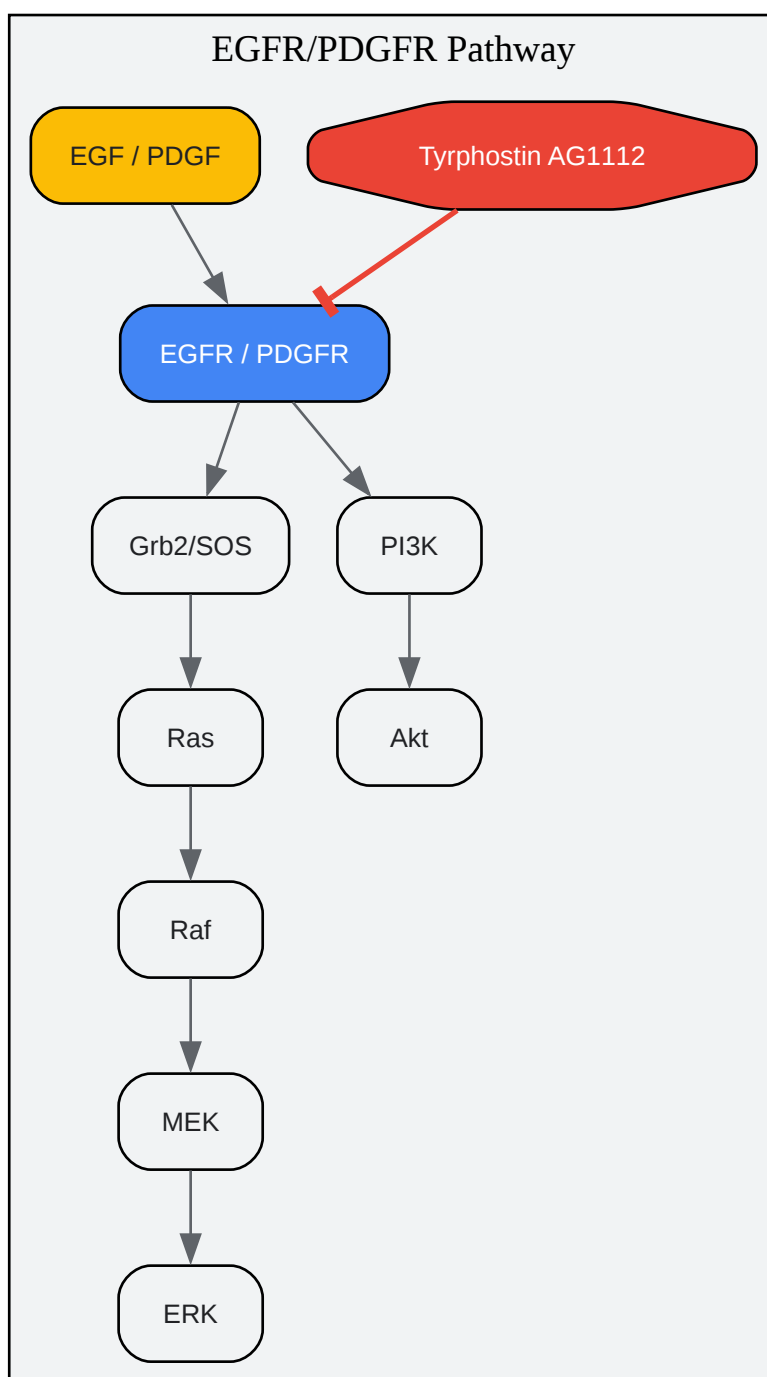 EGFR/PDGFR Pathway
EGF / PDGF
Tyrphostin AG1112
EGFR / PDGFR
Grb2/SOS
PI3K
Ras
Akt
Raf
MEK
ERK